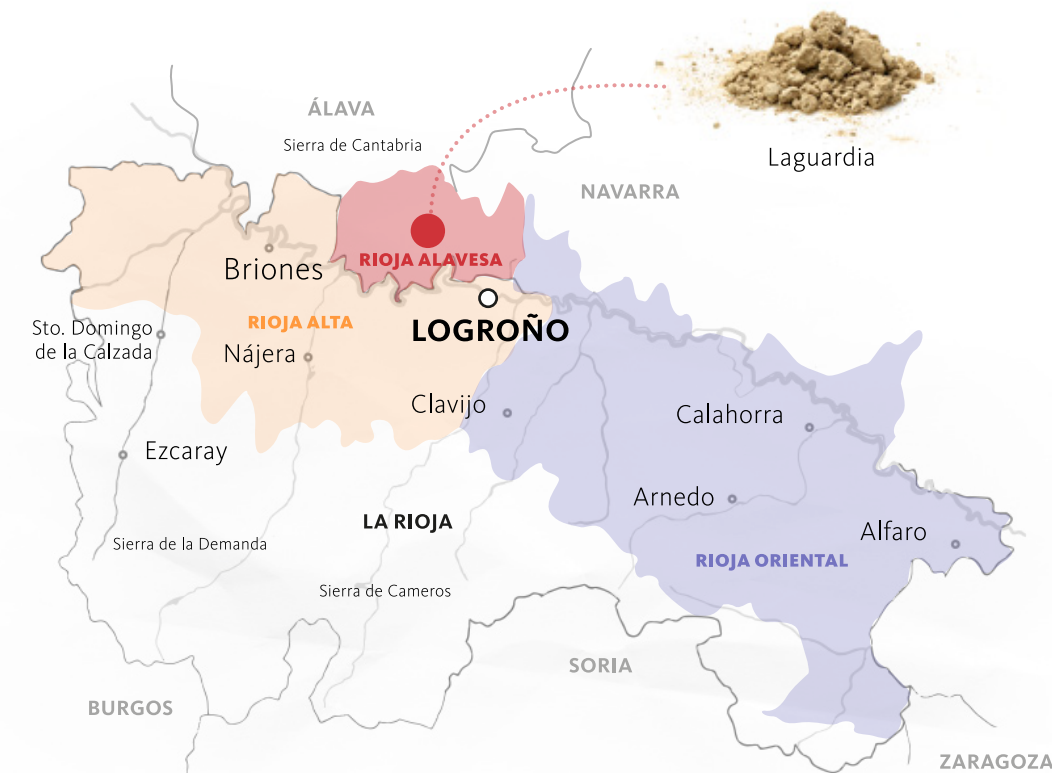 ÁLAVA
Sierra de Cantabria
Laguardia
NAVARRA
RIOJA ALAVESA
Briones
RIOJA ALTA
LOGROÑO
Sto. Domingo
de la Calzada
Nájera
Clavijo
Calahorra
Ezcaray
Arnedo
LA RIOJA
Alfaro
Sierra de la Demanda
RIOJA ORIENTAL
Sierra de Cameros
SORIA
BURGOS
ZARAGOZA